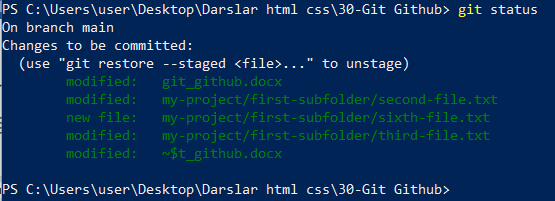 PS C:\Users\user\Desktop\Darslar html css\30-Git Github> git status
On branch main
Changes to be committed:
  (use "git restore --staged <file>..." to unstage)
        modified:   git_github.docx
        modified:   my-project/first-subfolder/second-file.txt
        new file:   my-project/first-subfolder/sixth-file.txt
        modified:   my-project/first-subfolder/third-file.txt
        modified:   ~$t_github.docx
PS C:\Users\user\Desktop\Darslar html css\30-Git Github>